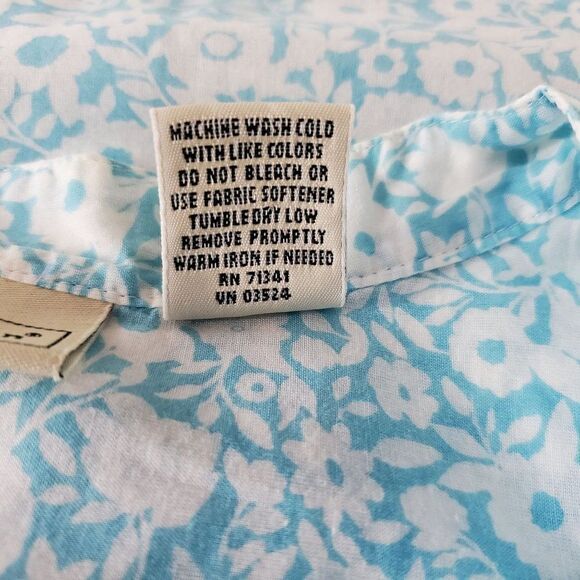 MACHINE WASH COLD
WITH LIKE COLORS
DO NOT BLEACH OR
USE FABRIC SOFTENER
TUMBLE DRY LOW
REMOVE PROMPTLY
WARM IRON IF NEEDED
RN 71341
VN 03524
n®